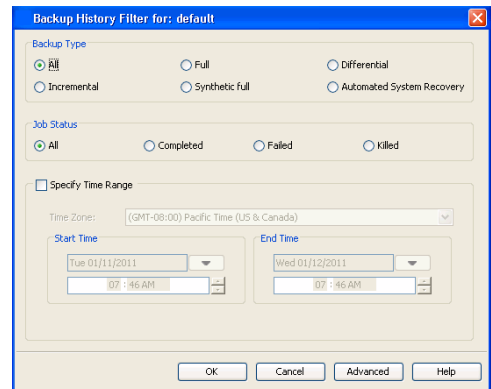 Backup History Filter for: default
Backup Type
All Full Differential
Incremental Synthetic full Automated System Recovery
Job Status
All Completed Failed Killed
Specify Time Range
Time Zone: (GMT-08:00) Pacific Time (US & Canada)
Start Time End Time
Tue 01/11/2011 Wed 01/12/2011
07 : 46 AM 07 : 46 AM
OK Cancel Advanced Help